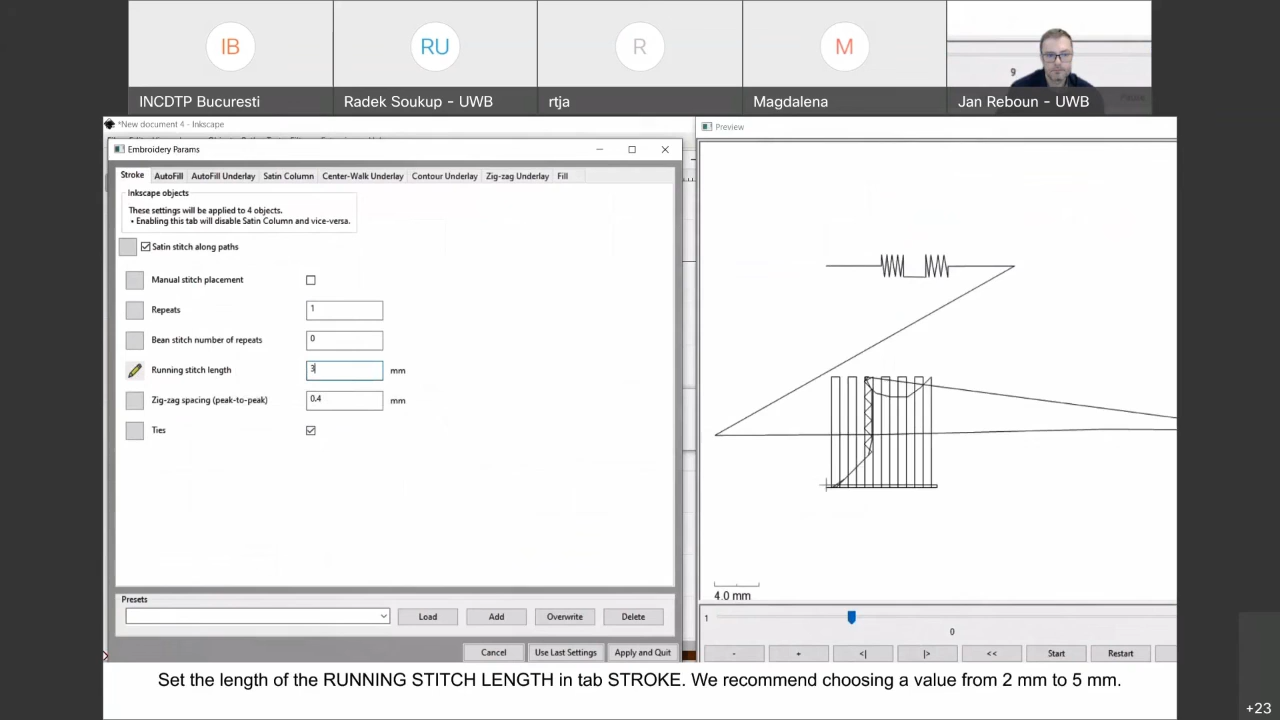 IB
RU
R
M
9
INCDTP Bucuresti
Radek Soukup - UWB
rtja
Magdalena
Jan Reboun - UWB
*New document 4 - Inkscape
Embroidery Params
Stroke AutoFill AutoFill Underlay Satin Column Center-Walk Underlay Contour Underlay Zig-zag Underlay Fill
Inkscape objects
These settings will be applied to 4 objects.
• Enabling this tab will disable Satin Column and vice-versa.
Satin stitch along paths
Manual stitch placement
Repeats 1
Bean stitch number of repeats 0
Running stitch length 3 mm
Zig-zag spacing (peak-to-peak) 0.4 mm
Ties
Presets
Load Add Overwrite Delete
Cancel Use Last Settings Apply and Quit
Preview
4.0 mm
1
0
- + <| |> << Start Restart
Set the length of the RUNNING STITCH LENGTH in tab STROKE. We recommend choosing a value from 2 mm to 5 mm.
+23